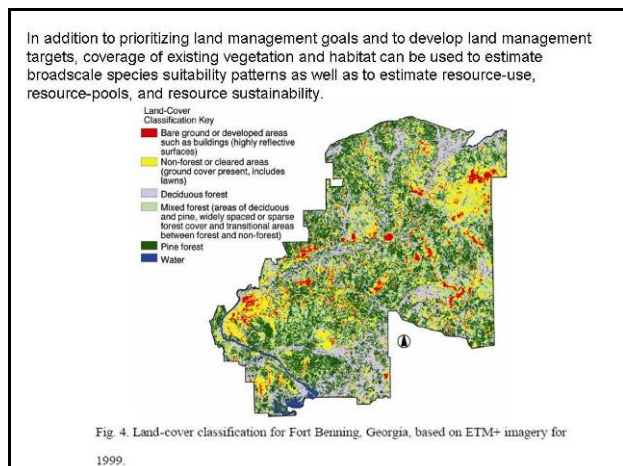 In addition to prioritizing land management goals and to develop land management
targets, coverage of existing vegetation and habitat can be used to estimate
broadscale species suitability patterns as well as to estimate resource-use,
resource-pools, and resource sustainability.
Land-Cover
Classification Key
Bare ground or developed areas
such as buildings (highly reflective
surfaces)
Non-forest or cleared areas
(ground cover present, includes
lawns)
Deciduous forest
Mixed forest (areas of deciduous
and pine, widely spaced or sparse
forest cover and transitional areas
between forest and non-forest)
Pine forest
Water
Fig. 4. Land-cover classification for Fort Benning, Georgia, based on ETM+ imagery for
1999.